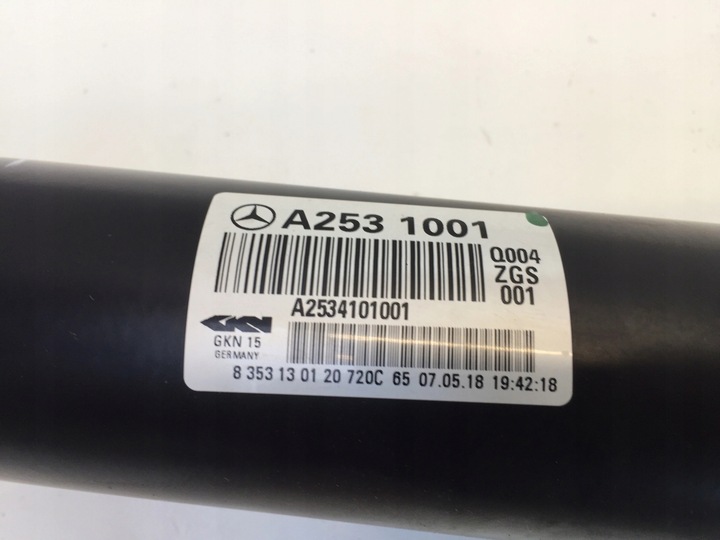 A253 1001
Q004
ZGS
001
A2534101001
GKN
GKN 15
GERMANY
8 353 13 01 20 720C 65 07.05.18 19:42:18